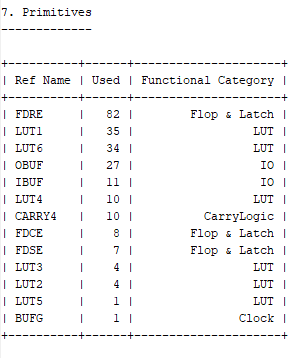 7. Primitives
-------------
+----------+------+---------------------+
| Ref Name | Used | Functional Category |
+----------+------+---------------------+
| FDRE     |   82 |        Flop & Latch |
| LUT1     |   35 |                 LUT |
| LUT6     |   34 |                 LUT |
| OBUF     |   27 |                  IO |
| IBUF     |   11 |                  IO |
| LUT4     |   10 |                 LUT |
| CARRY4   |   10 |          CarryLogic |
| FDCE     |    8 |        Flop & Latch |
| FDSE     |    7 |        Flop & Latch |
| LUT3     |    4 |                 LUT |
| LUT2     |    4 |                 LUT |
| LUT5     |    1 |                 LUT |
| BUFG     |    1 |               Clock |
+----------+------+---------------------+